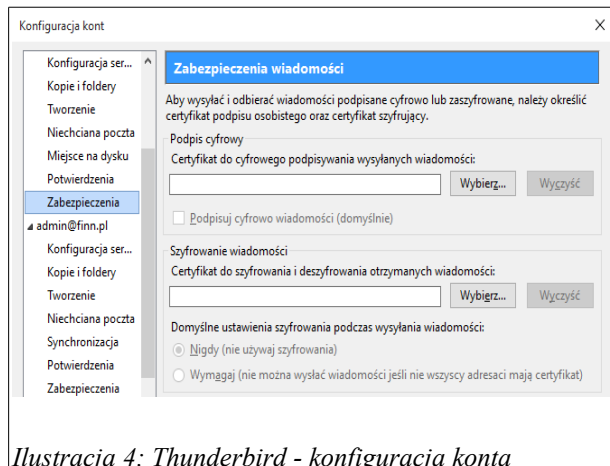 Konfiguracja kont
X
Konfiguracja ser...
Kopie i foldery
Tworzenie
Niechciana poczta
Miejsce na dysku
Potwierdzenia
Zabezpieczenia
admin@finn.pl
Konfiguracja ser...
Kopie i foldery
Tworzenie
Niechciana poczta
Synchronizacja
Potwierdzenia
Zabezpieczenia
Zabezpieczenia wiadomości
Aby wysyłać i odbierać wiadomości podpisane cyfrowo lub zaszyfrowane, należy określić
certyfikat podpisu osobistego oraz certyfikat szyfrujący.
Podpis cyfrowy
Certyfikat do cyfrowego podpisywania wysyłanych wiadomości:
Wybierz...
Wyczyść
Podpisuj cyfrowo wiadomości (domyślnie)
Szyfrowanie wiadomości
Certyfikat do szyfrowania i deszyfrowania otrzymanych wiadomości:
Wybierz...
Wyczyść
Domyślne ustawienia szyfrowania podczas wysyłania wiadomości:
Nigdy (nie używaj szyfrowania)
Wymagaj (nie można wysłać wiadomości jeśli nie wszyscy adresaci mają certyfikat)
Ilustracja 4: Thunderbird - konfiguracja konta